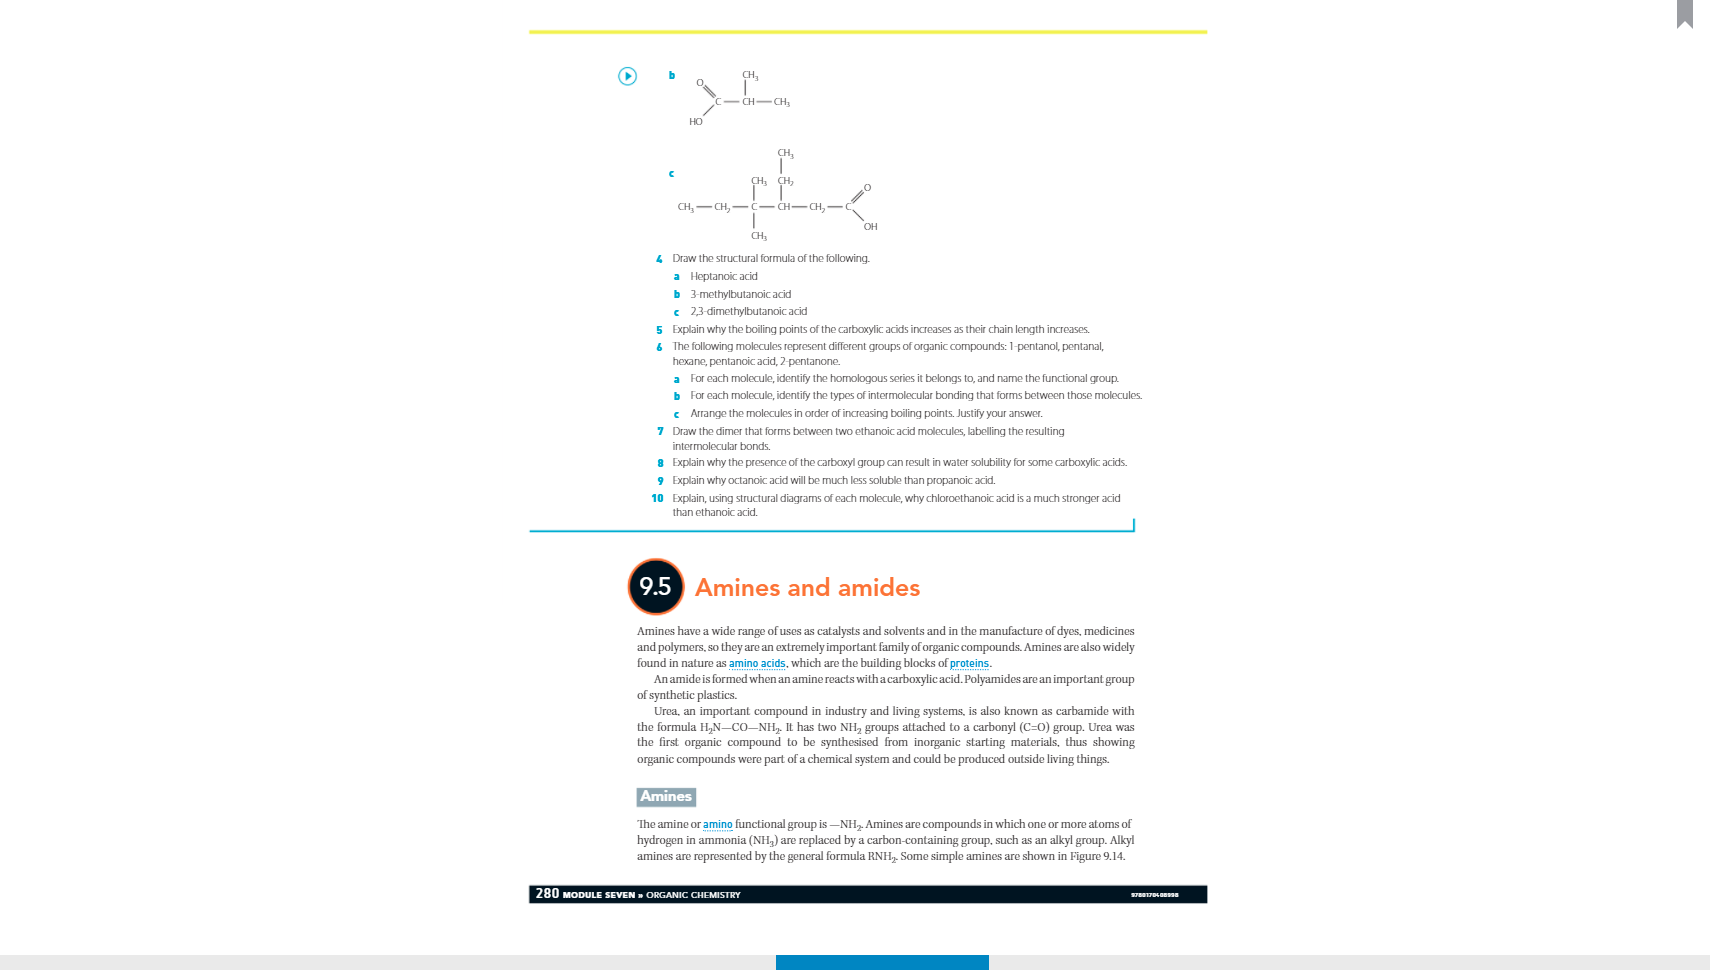 b
CH₃
O
C—CH—CH₃
HO
c
CH₃
CH₃ CH₂
O
CH₃—CH₂—C—CH—CH₂—C
OH
CH₃
4 Draw the structural formula of the following.
a Heptanoic acid
b 3-methylbutanoic acid
c 2,3-dimethylbutanoic acid
5 Explain why the boiling points of the carboxylic acids increases as their chain length increases.
6 The following molecules represent different groups of organic compounds: 1-pentanol, pentanal,
hexane, pentanoic acid, 2-pentanone.
a For each molecule, identify the homologous series it belongs to, and name the functional group.
b For each molecule, identify the types of intermolecular bonding that forms between those molecules.
c Arrange the molecules in order of increasing boiling points. Justify your answer.
7 Draw the dimer that forms between two ethanoic acid molecules, labelling the resulting
intermolecular bonds.
8 Explain why the presence of the carboxyl group can result in water solubility for some carboxylic acids.
9 Explain why octanoic acid will be much less soluble than propanoic acid.
10 Explain, using structural diagrams of each molecule, why chloroethanoic acid is a much stronger acid
than ethanoic acid.
9.5 Amines and amides
Amines have a wide range of uses as catalysts and solvents and in the manufacture of dyes, medicines
and polymers, so they are an extremely important family of organic compounds. Amines are also widely
found in nature as amino acids, which are the building blocks of proteins.
An amide is formed when an amine reacts with a carboxylic acid. Polyamides are an important group
of synthetic plastics.
Urea, an important compound in industry and living systems, is also known as carbamide with
the formula H₂N—CO—NH₂. It has two NH₂ groups attached to a carbonyl (C=O) group. Urea was
the first organic compound to be synthesised from inorganic starting materials, thus showing
organic compounds were part of a chemical system and could be produced outside living things.
Amines
The amine or amino functional group is —NH₂. Amines are compounds in which one or more atoms of
hydrogen in ammonia (NH₃) are replaced by a carbon-containing group, such as an alkyl group. Alkyl
amines are represented by the general formula RNH₂. Some simple amines are shown in Figure 9.14.
280 MODULE SEVEN » ORGANIC CHEMISTRY
9780170408998